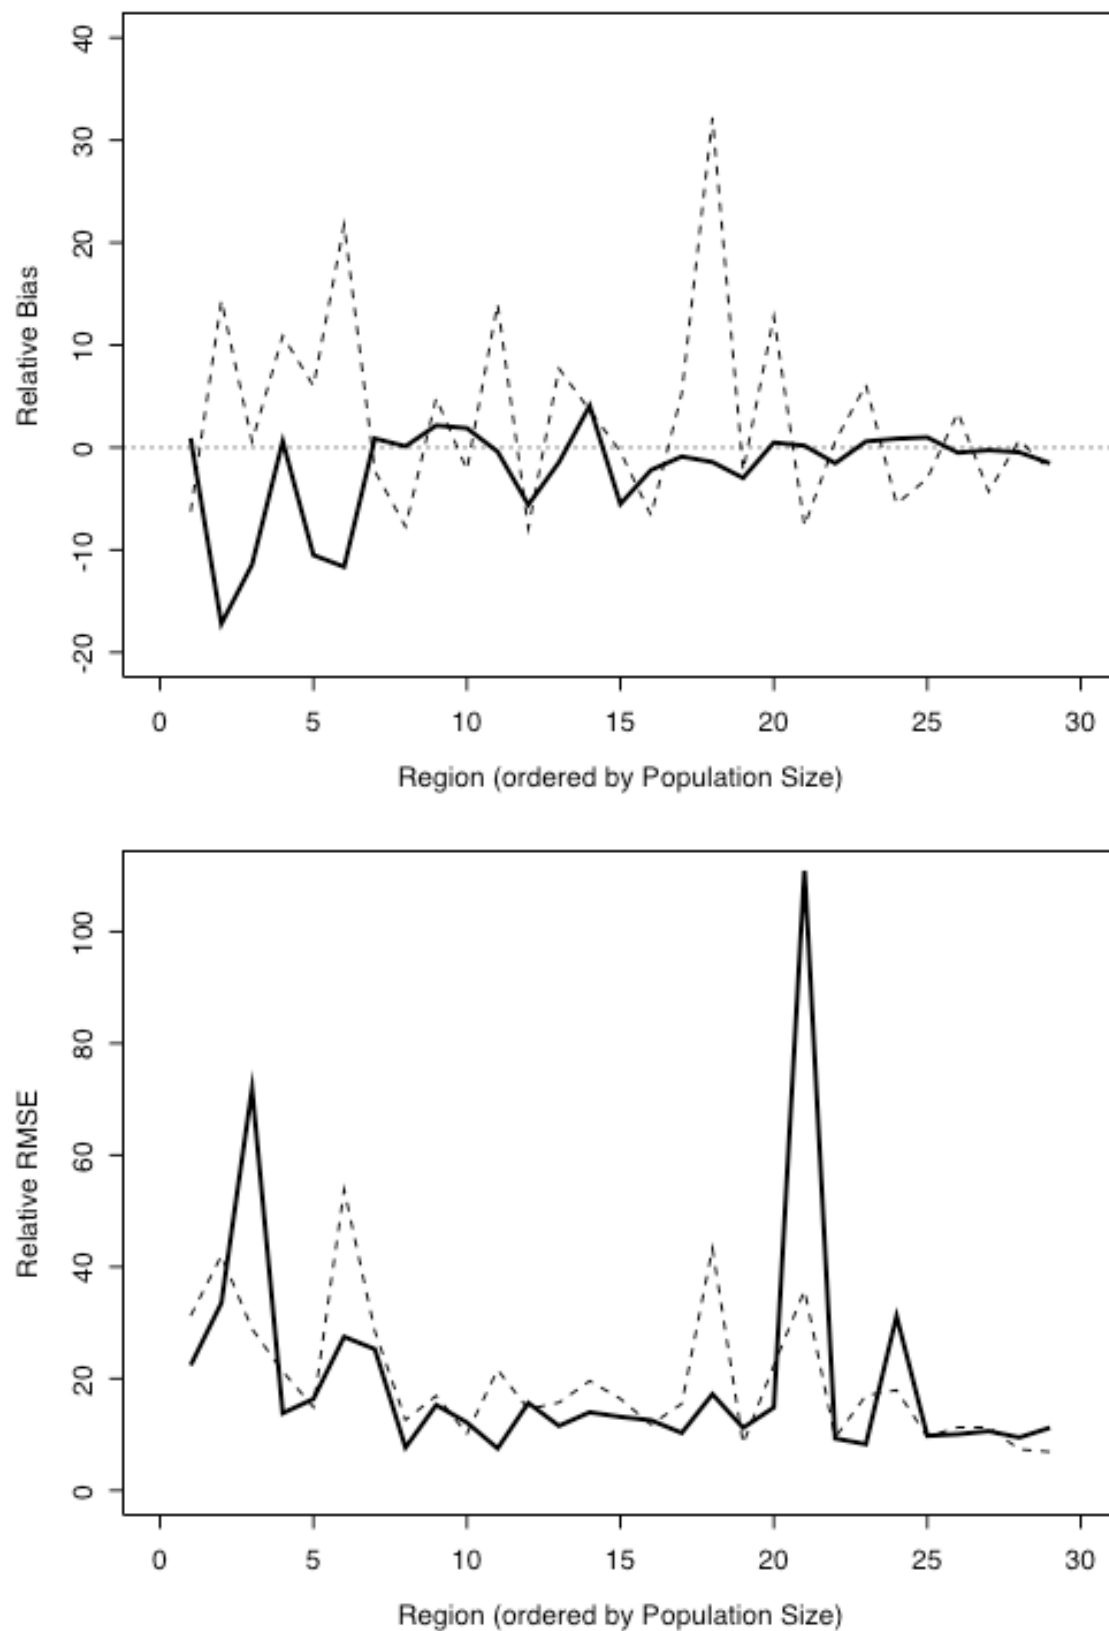 40
30
20
10
0
-10
-20
Relative Bias
0 5 10 15 20 25 30
Region (ordered by Population Size)
100
80
60
40
20
0
Relative RMSE
0 5 10 15 20 25 30
Region (ordered by Population Size)